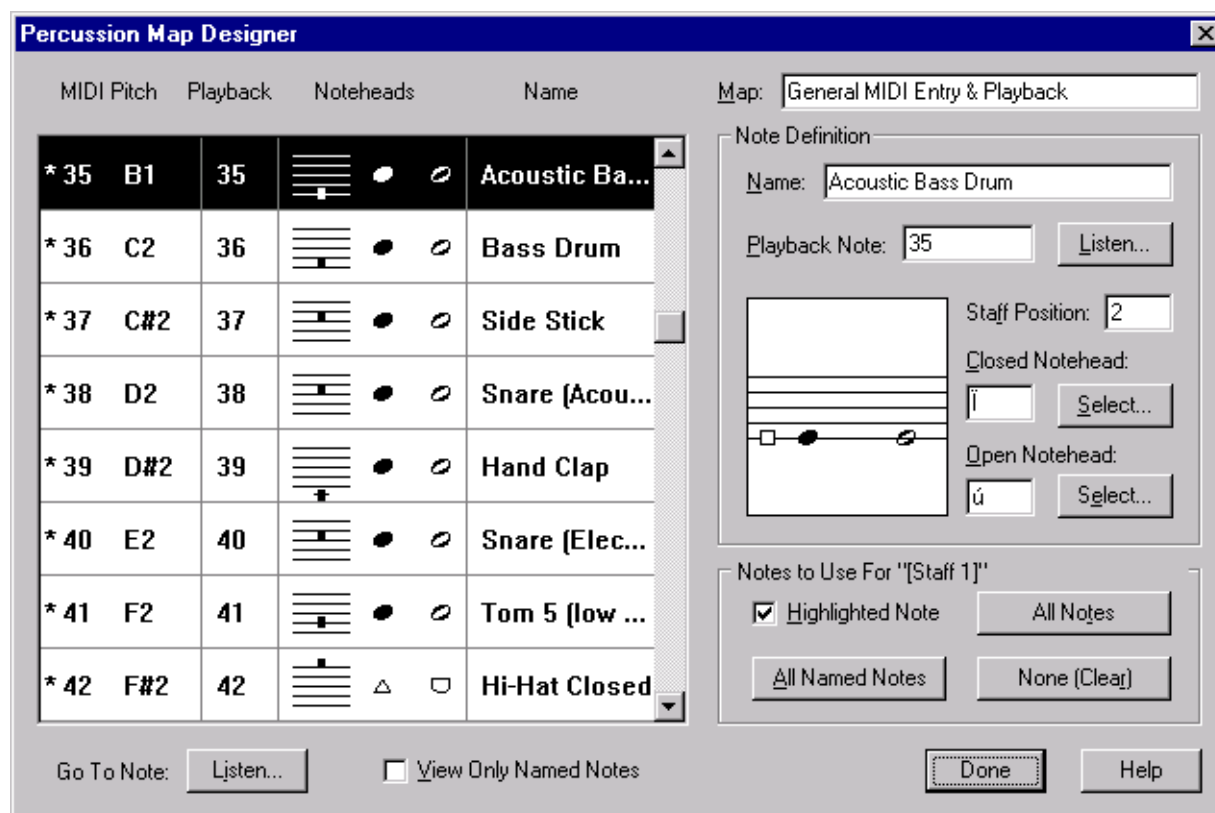 Percussion Map Designer
MIDI Pitch Playback Noteheads Name
* 35 B1 35 Acoustic Ba...
* 36 C2 36 Bass Drum
* 37 C#2 37 Side Stick
* 38 D2 38 Snare (Acou...
* 39 D#2 39 Hand Clap
* 40 E2 40 Snare (Elec...
* 41 F2 41 Tom 5 (low ...
* 42 F#2 42 Hi-Hat Closed
Go To Note: Listen...
View Only Named Notes
Map: General MIDI Entry & Playback
Note Definition
Name: Acoustic Bass Drum
Playback Note: 35 Listen...
Staff Position: 2
Closed Notehead:
Ï Select...
Open Notehead:
ú Select...
Notes to Use For "[Staff 1]"
Highlighted Note All Notes
All Named Notes None (Clear)
Done Help